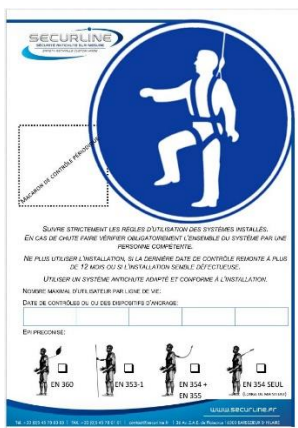 SECURLINE
SÉCURITÉ ANTICHUTE SUR MESURE
MACARON DE CONTRÔLE PÉRIODIQUE
SUIVRE STRICTEMENT LES RÈGLES D'UTILISATION DES SYSTÈMES INSTALLÉS.
EN CAS DE CHUTE FAIRE VÉRIFIER OBLIGATOIREMENT L'ENSEMBLE DU SYSTÈME PAR UNE
PERSONNE COMPÉTENTE.
NE PLUS UTILISER L'INSTALLATION, SI LA DERNIÈRE DATE DE CONTRÔLE REMONTE À PLUS
DE 12 MOIS OU SI L'INSTALLATION SEMBLE DÉFECTUEUSE.
UTILISER UN SYSTÈME ANTICHUTE ADAPTÉ ET CONFORME À L'INSTALLATION.
NOMBRE MAXIMAL D'UTILISATEUR PAR LIGNE DE VIE:
DATE DE CONTRÔLES DU OU DES DISPOSITIFS D'ANCRAGE:
EPI PRÉCONISÉ:
EN 360
EN 353-1
EN 354 +
EN 355
EN 354 SEUL
www.securline.fr